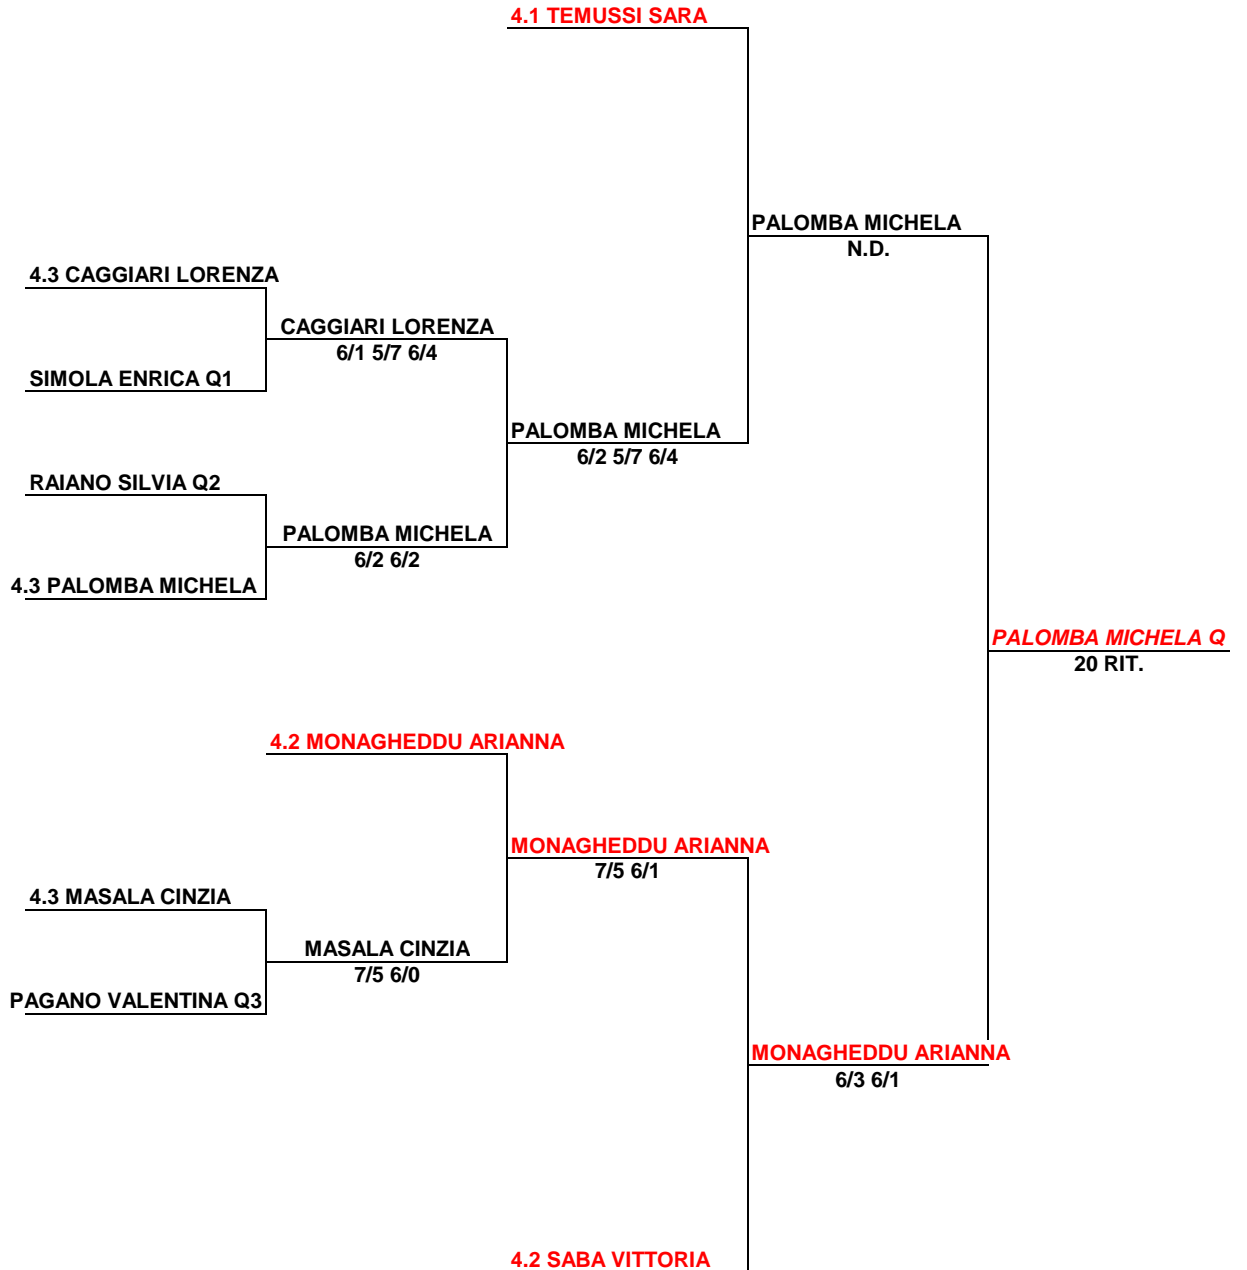 4.1 TEMUSSI SARA
PALOMBA MICHELA
N.D.
4.3 CAGGIARI LORENZA
CAGGIARI LORENZA
6/1 5/7 6/4
SIMOLA ENRICA Q1
PALOMBA MICHELA
6/2 5/7 6/4
RAIANO SILVIA Q2
PALOMBA MICHELA
6/2 6/2
4.3 PALOMBA MICHELA
PALOMBA MICHELA Q
20 RIT.
4.2 MONAGHEDDU ARIANNA
MONAGHEDDU ARIANNA
7/5 6/1
4.3 MASALA CINZIA
MASALA CINZIA
7/5 6/0
PAGANO VALENTINA Q3
MONAGHEDDU ARIANNA
6/3 6/1
4.2 SABA VITTORIA